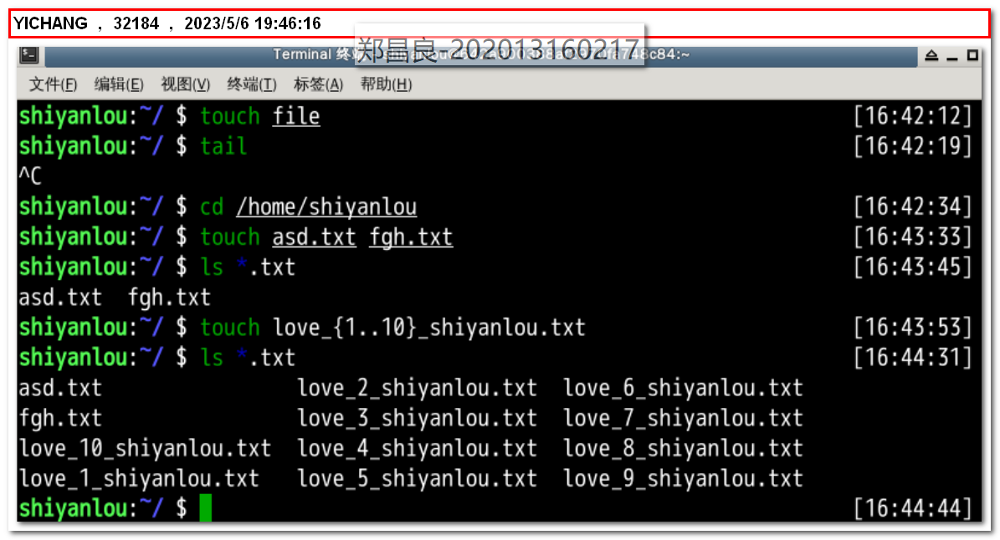 YICHANG , 32184 , 2023/5/6 19:46:16
郑昌良-202013160217
Terminal 终
文件(F) 编辑(E) 视图(V) 终端(T) 标签(A) 帮助(H)
shiyanlou:~/ $ touch file [16:42:12]
shiyanlou:~/ $ tail [16:42:19]
^C
shiyanlou:~/ $ cd /home/shiyanlou [16:42:34]
shiyanlou:~/ $ touch asd.txt fgh.txt [16:43:33]
shiyanlou:~/ $ ls *.txt [16:43:45]
asd.txt fgh.txt
shiyanlou:~/ $ touch love_{1..10}_shiyanlou.txt [16:43:53]
shiyanlou:~/ $ ls *.txt [16:44:31]
asd.txt love_2_shiyanlou.txt love_6_shiyanlou.txt
fgh.txt love_3_shiyanlou.txt love_7_shiyanlou.txt
love_10_shiyanlou.txt love_4_shiyanlou.txt love_8_shiyanlou.txt
love_1_shiyanlou.txt love_5_shiyanlou.txt love_9_shiyanlou.txt
shiyanlou:~/ $ [16:44:44]